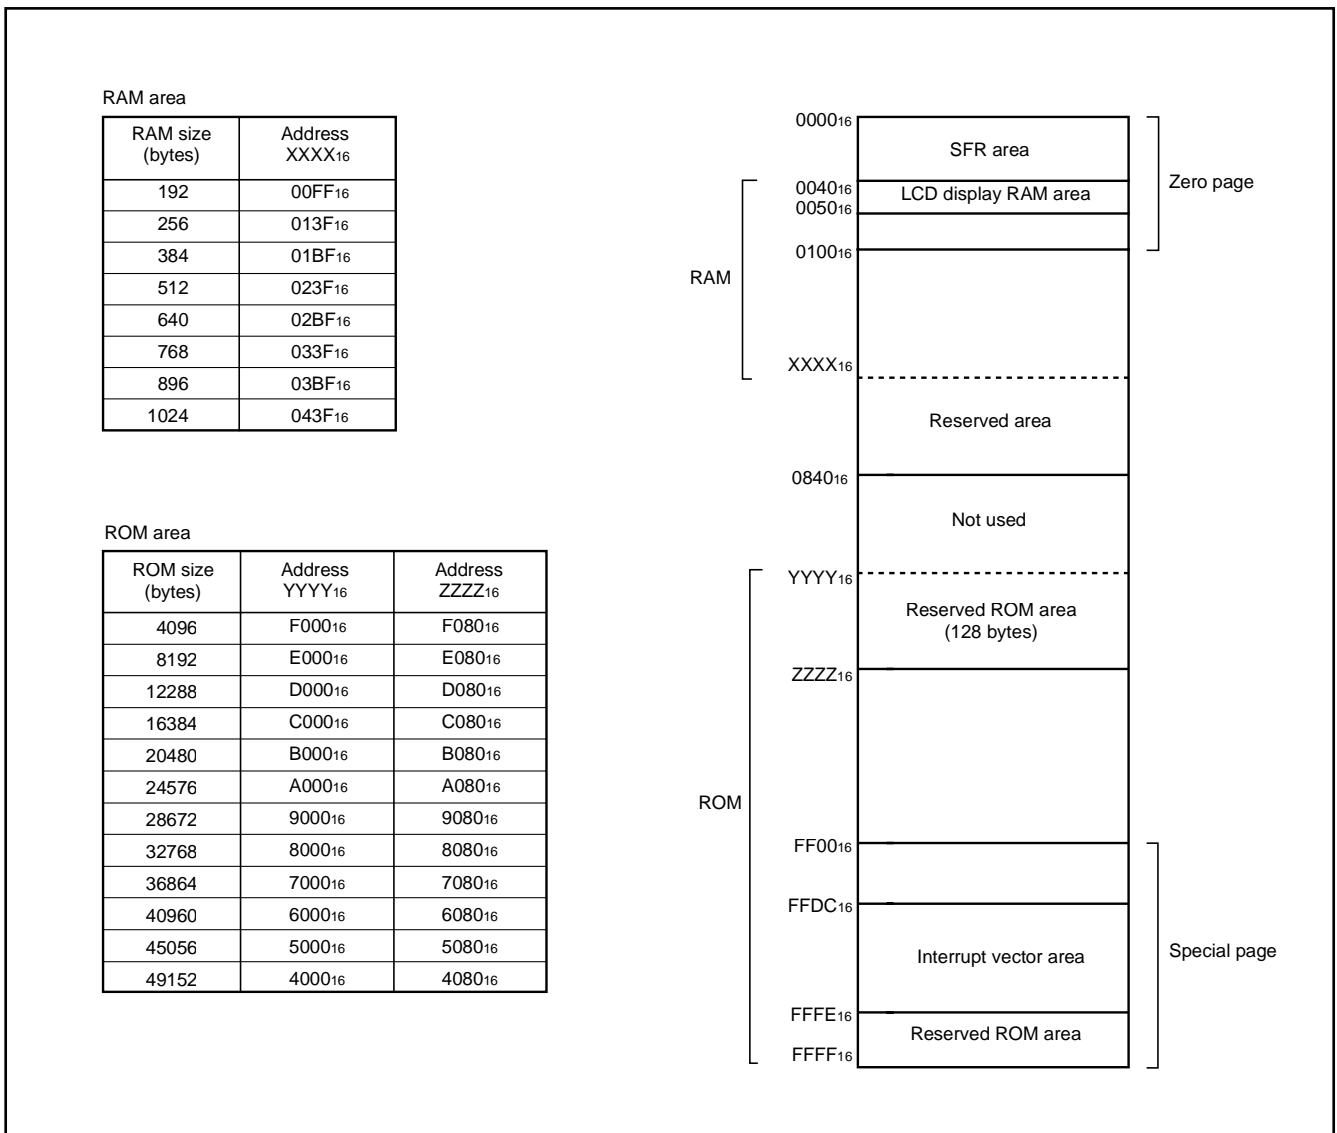 RAM area
RAM size (bytes) Address XXXX16
192 00FF16
256 013F16
384 01BF16
512 023F16
640 02BF16
768 033F16
896 03BF16
1024 043F16
ROM area
ROM size (bytes) Address YYYY16 Address ZZZZ16
4096 F00016 F08016
8192 E00016 E08016
12288 D00016 D08016
16384 C00016 C08016
20480 B00016 B08016
24576 A00016 A08016
28672 900016 908016
32768 800016 808016
36864 700016 708016
40960 600016 608016
45056 500016 508016
49152 400016 408016
000016
SFR area
Zero page
004016
LCD display RAM area
005016
010016
RAM
XXXX16
Reserved area
084016
Not used
YYYY16
Reserved ROM area
(128 bytes)
ZZZZ16
ROM
FF0016
FFDC16
Interrupt vector area
Special page
FFFE16
Reserved ROM area
FFFF16